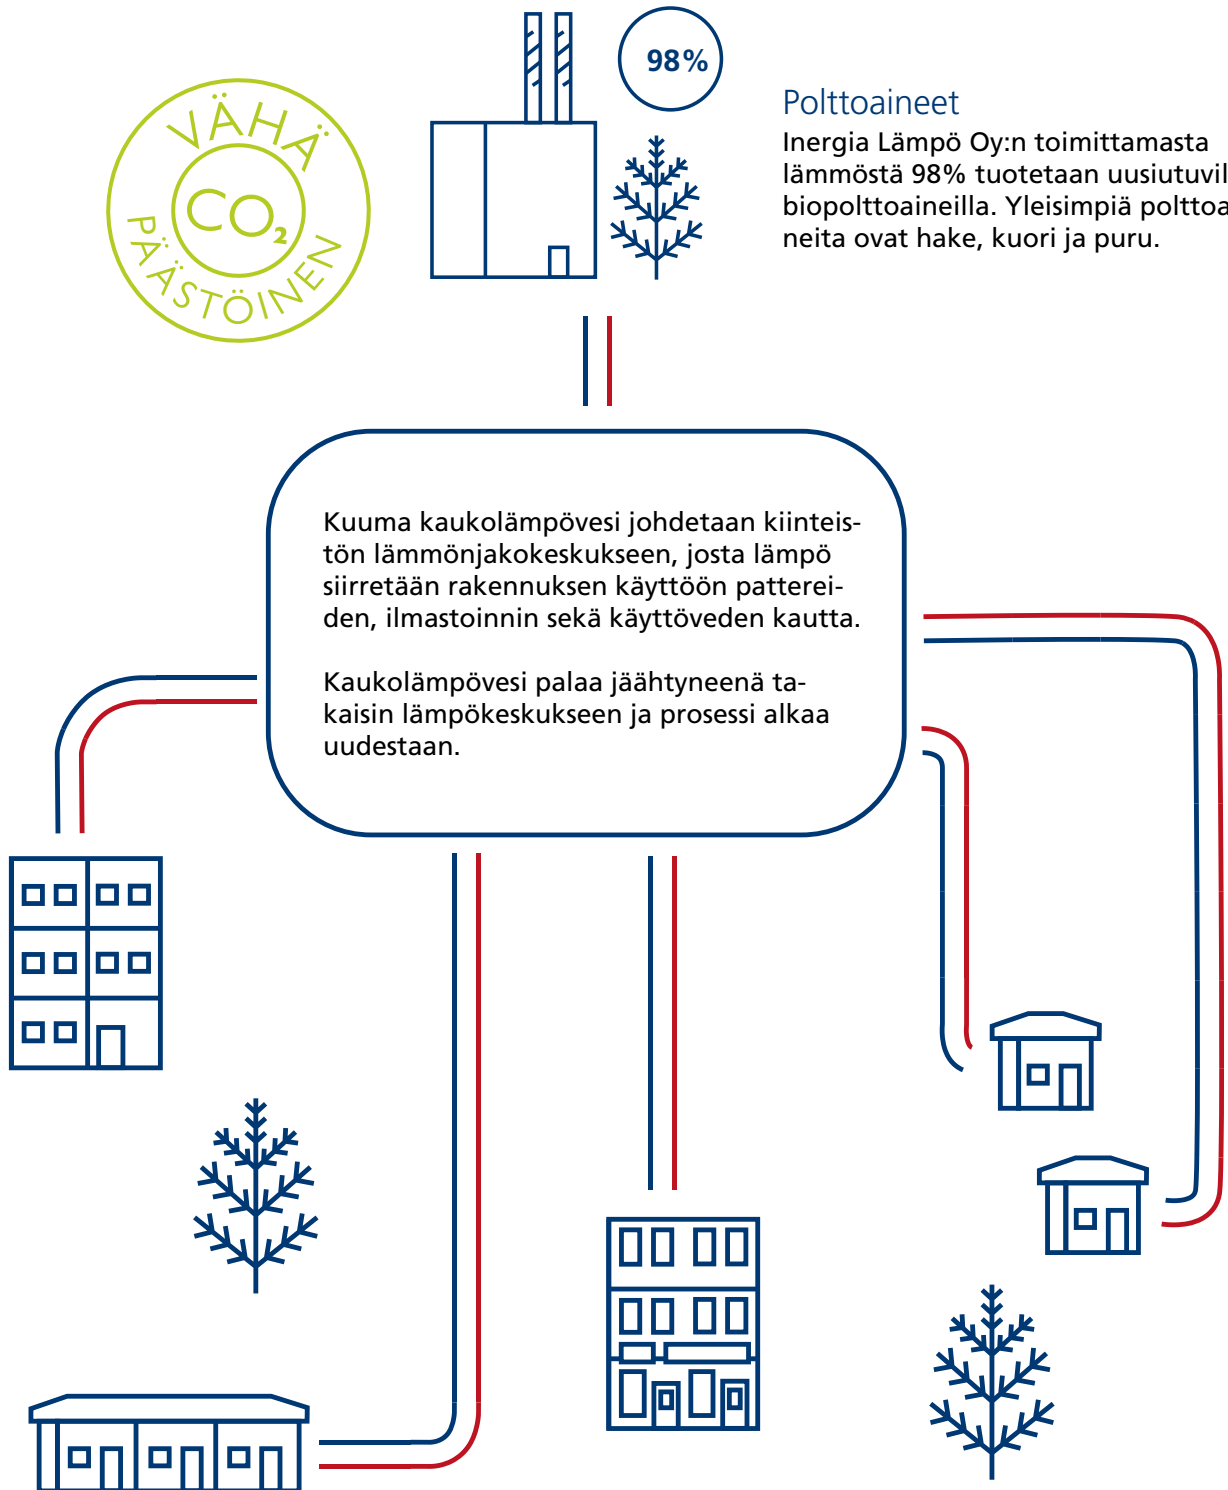 98%
VÄHÄ
CO2
PÄÄSTÖINEN
Polttoaineet
Inergia Lämpö Oy:n toimittamasta
lämmöstä 98% tuotetaan uusiutuvil
biopolttoaineilla. Yleisimpiä polttoa
neita ovat hake, kuori ja puru.
Kuuma kaukolämpövesi johdetaan kiinteis-
tön lämmönjakokeskukseen, josta lämpö
siirretään rakennuksen käyttöön patterei-
den, ilmastoinnin sekä käyttöveden kautta.
Kaukolämpövesi palaa jäähtyneenä ta-
kaisin lämpökeskukseen ja prosessi alkaa
uudestaan.